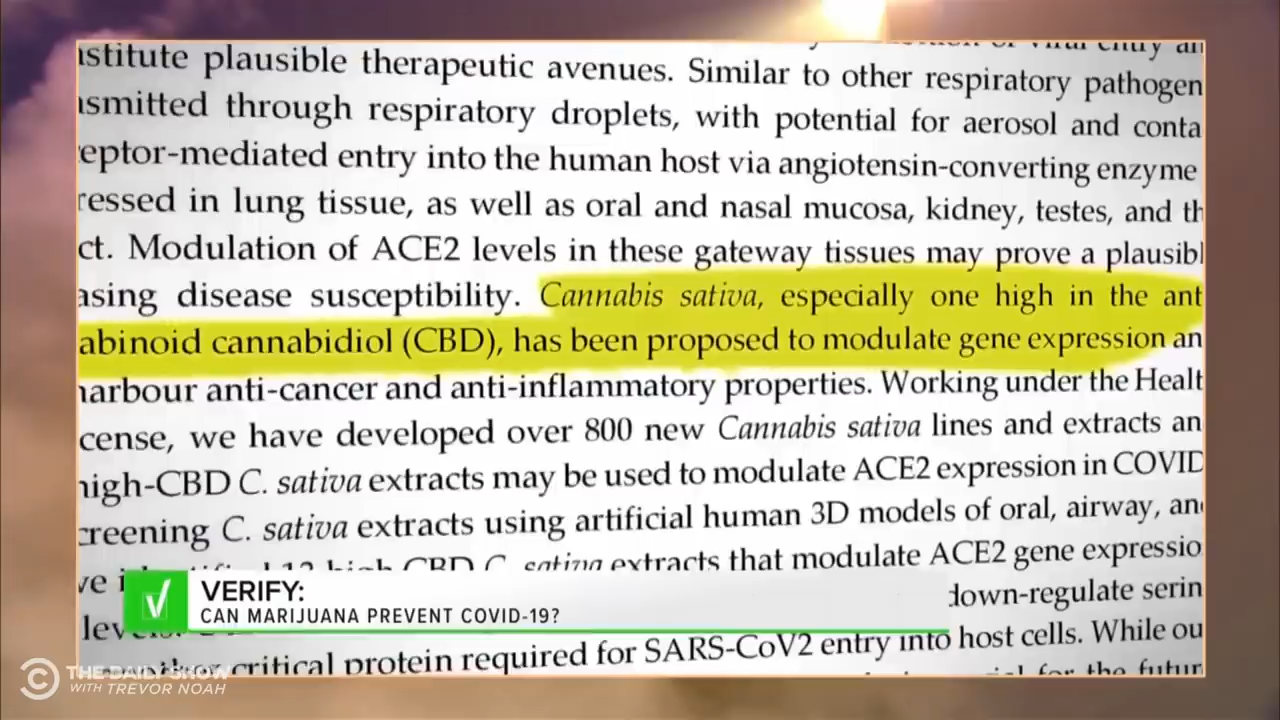 nstitute plausible therapeutic avenues. Similar to other respiratory pathogen
nsmitted through respiratory droplets, with potential for aerosol and conta
eptor-mediated entry into the human host via angiotensin-converting enzyme
ressed in lung tissue, as well as oral and nasal mucosa, kidney, testes, and th
ct. Modulation of ACE2 levels in these gateway tissues may prove a plausibl
asing disease susceptibility. Cannabis sativa, especially one high in the ant
abinoid cannabidiol (CBD), has been proposed to modulate gene expression an
harbour anti-cancer and anti-inflammatory properties. Working under the Healt
cense, we have developed over 800 new Cannabis sativa lines and extracts an
high-CBD C. sativa extracts may be used to modulate ACE2 expression in COVID
creening C. sativa extracts using artificial human 3D models of oral, airway, an
high CBD C. sativa extracts that modulate ACE2 gene expressio
down-regulate serin
critical protein required for SARS-CoV2 entry into host cells. While ou
for the futur
VERIFY:
CAN MARIJUANA PREVENT COVID-19?
THE DAILY SHOW
WITH TREVOR NOAH